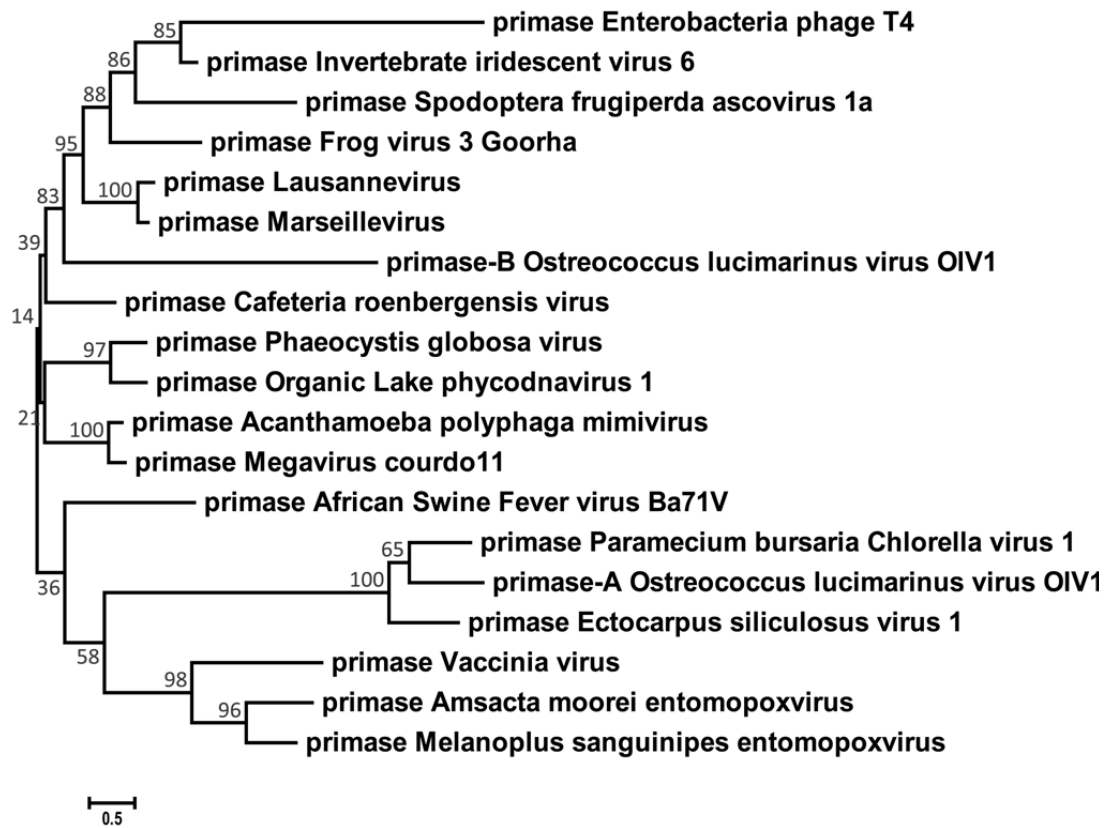 85
primase Enterobacteria phage T4
primase Invertebrate iridescent virus 6
86
primase Spodoptera frugiperda ascovirus 1a
88
primase Frog virus 3 Goorha
95
100
primase Lausannevirus
primase Marseillevirus
83
primase-B Ostreococcus lucimarinus virus OlV1
39
primase Cafeteria roenbergensis virus
14
97
primase Phaeocystis globosa virus
primase Organic Lake phycodnavirus 1
21
100
primase Acanthamoeba polyphaga mimivirus
primase Megavirus courdo11
primase African Swine Fever virus Ba71V
36
65
primase Paramecium bursaria Chlorella virus 1
100
primase-A Ostreococcus lucimarinus virus OlV1
primase Ectocarpus siliculosus virus 1
58
98
primase Vaccinia virus
96
primase Amsacta moorei entomopoxvirus
primase Melanoplus sanguinipes entomopoxvirus
0.5